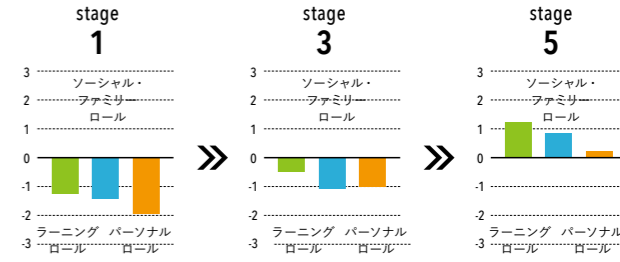 stage
1
3
2
1
0
-1
-2
-3
ソーシャル・
ファミリー
ロール
ラーニング
ロール
パーソナル
ロール
stage
3
3
2
1
0
-1
-2
-3
ソーシャル・
ファミリー
ロール
ラーニング
ロール
パーソナル
ロール
stage
5
3
2
1
0
-1
-2
-3
ソーシャル・
ファミリー
ロール
ラーニング
ロール
パーソナル
ロール